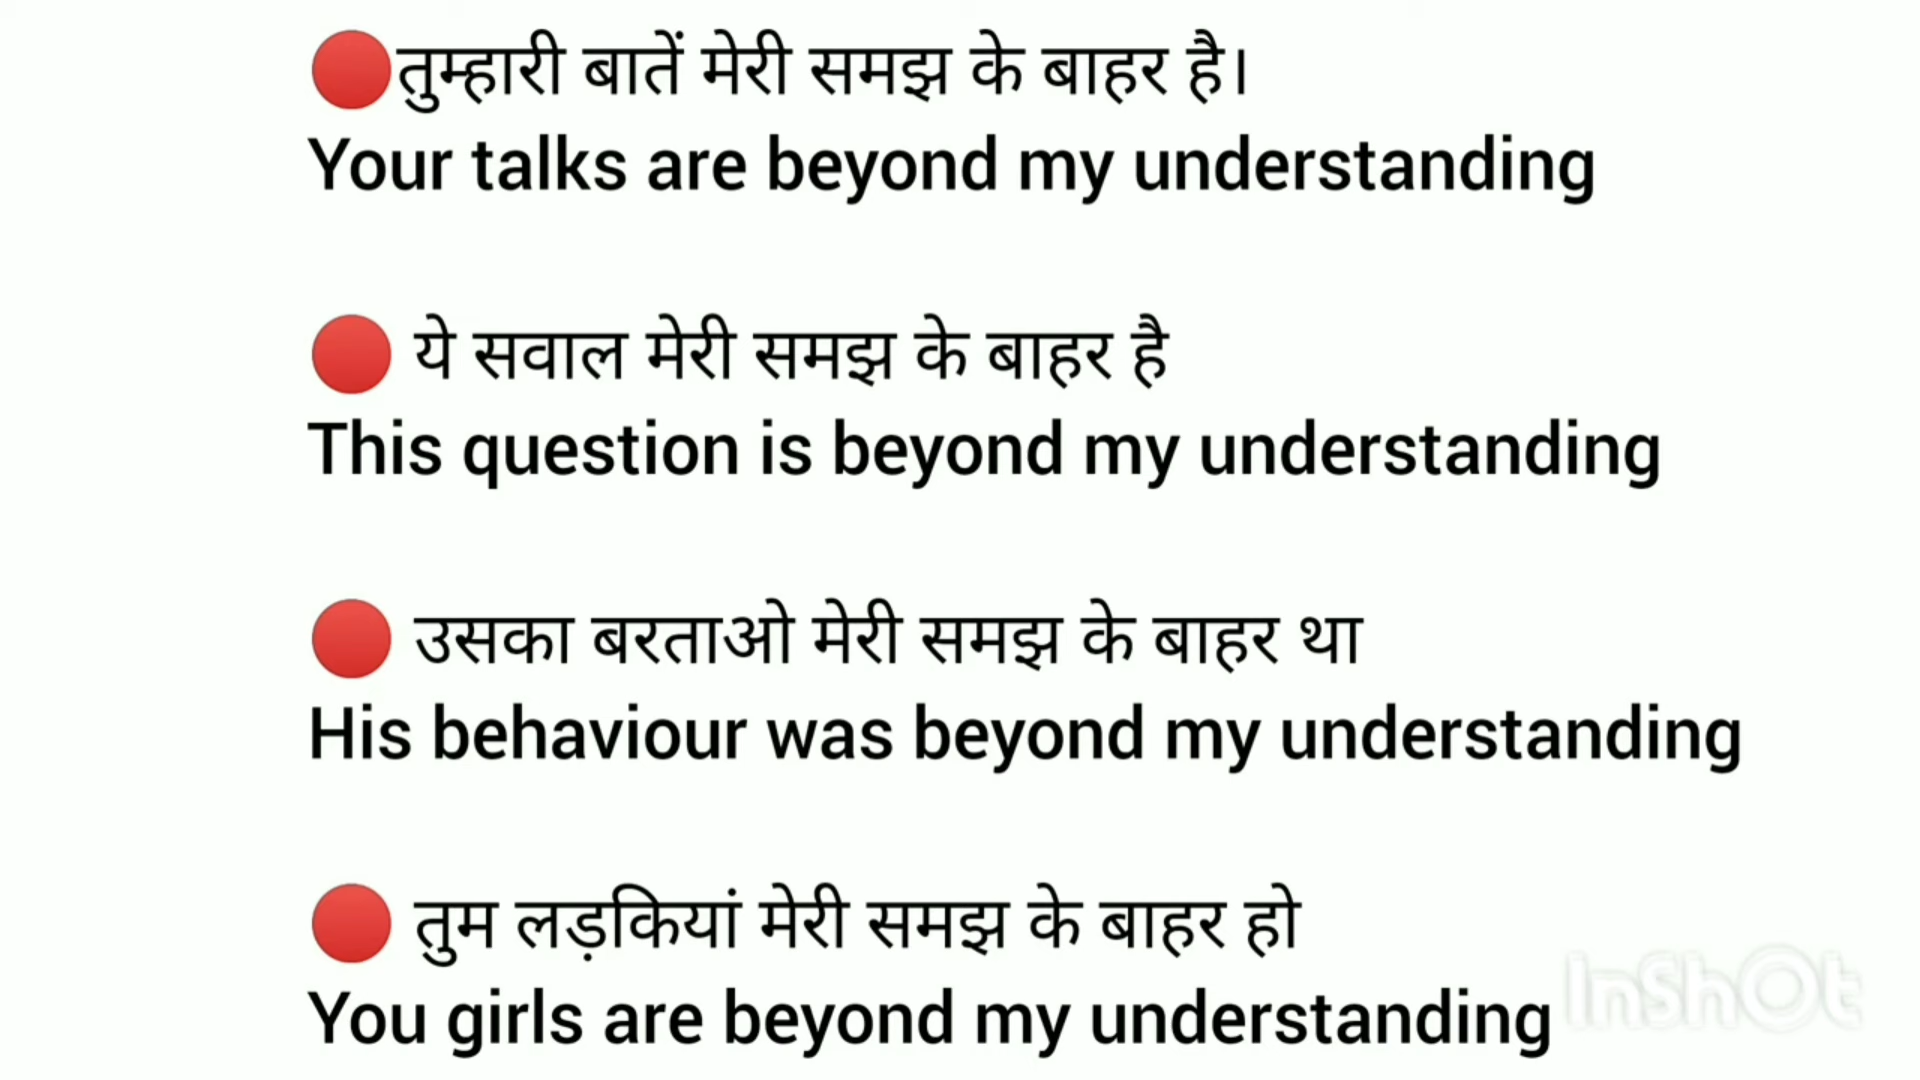 🔴तुम्हारी बातें मेरी समझ के बाहर है।
Your talks are beyond my understanding
🔴 ये सवाल मेरी समझ के बाहर है
This question is beyond my understanding
🔴 उसका बरताओ मेरी समझ के बाहर था
His behaviour was beyond my understanding
🔴 तुम लड़कियां मेरी समझ के बाहर हो
You girls are beyond my understanding
InShOt